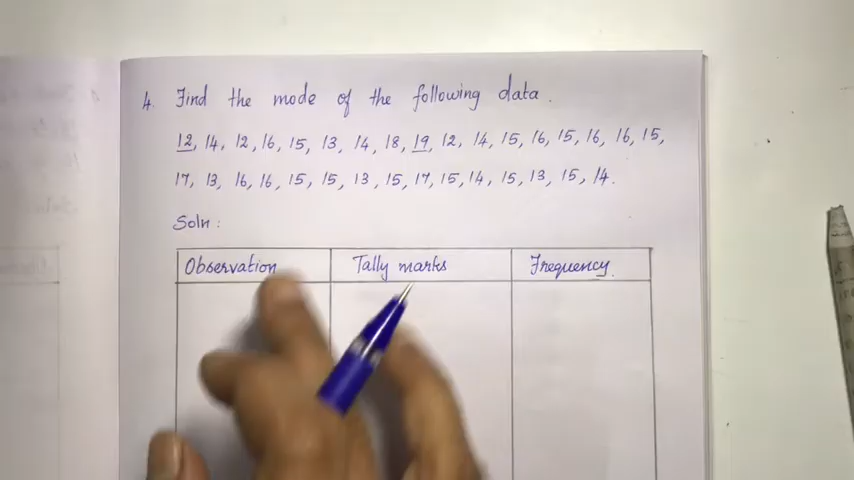 4. Find the mode of the following data.
12, 14, 12, 16, 15, 13, 14, 18, 19, 12, 14, 15, 16, 15, 16, 16, 15,
17, 13, 16, 16, 15, 15, 13, 15, 17, 15, 14, 15, 13, 15, 14.
Soln :
Observation Tally marks Frequency